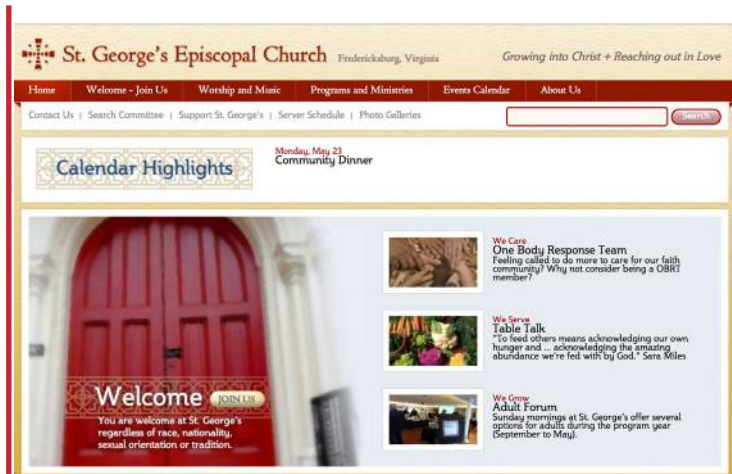 St. George's Episcopal Church Fredericksburg, Virginia Growing into Christ + Reaching out in Love
Home Welcome - Join Us Worship and Music Programs and Ministries Events Calendar About Us
Contact Us | Search Committee | Support St. George's | Server Schedule | Photo Galleries Search
Calendar Highlights
Monday, May 23
Community Dinner
We Care
One Body Response Team
Feeling called to do more to care for our faith
community? Why not consider being a OBRT
member?
We Serve
Table Talk
"To feed others means acknowledging our own
hunger and ... acknowledging the amazing
abundance we're fed with by God." Sara Miles
We Grow
Adult Forum
Sunday mornings at St. George's offer several
options for adults during the program year
(September to May).
Welcome JOIN US
You are welcome at St. George's
regardless of race, nationality,
sexual orientation or tradition.